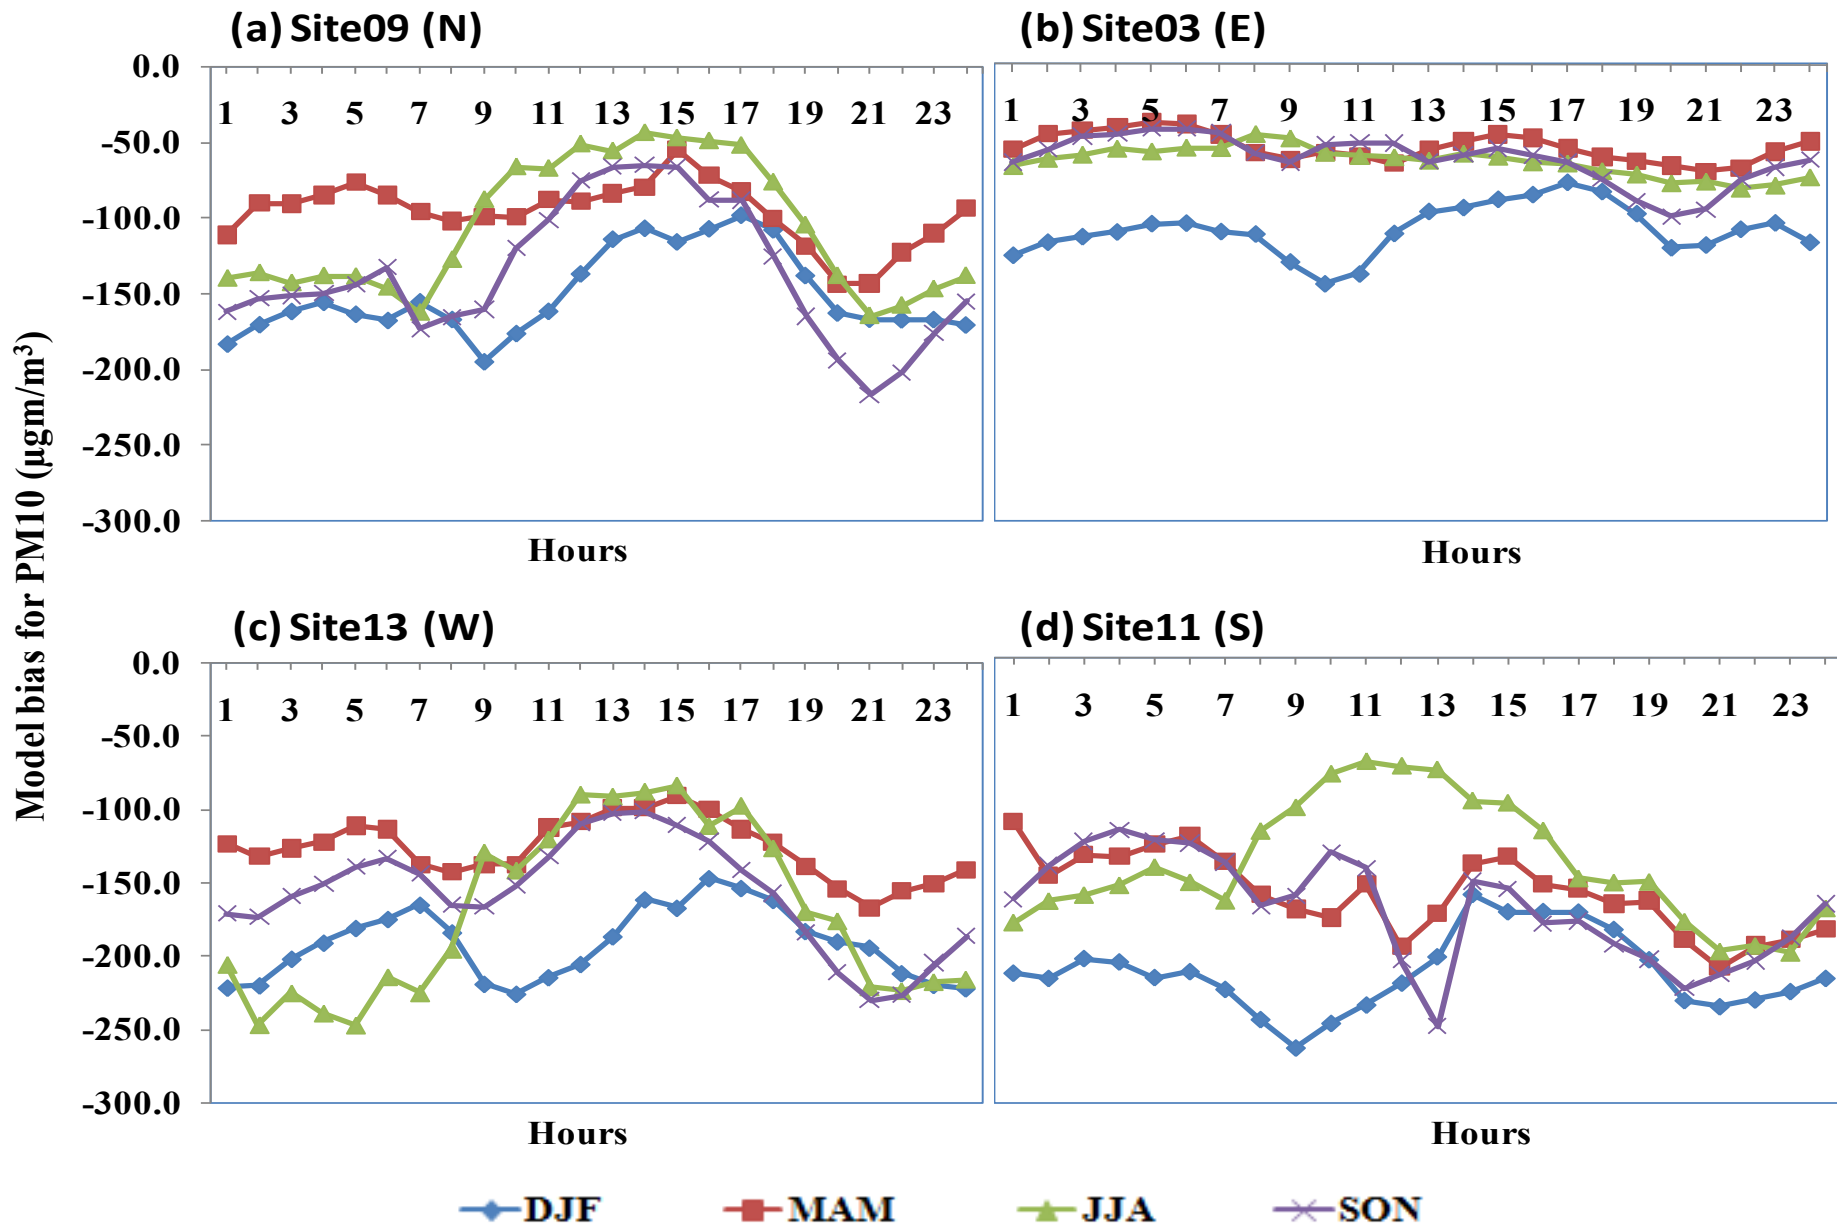 (a) Site09 (N)
(b) Site03 (E)
Model bias for PM10 (µgm/m³)
0.0
-50.0
-100.0
-150.0
-200.0
-250.0
-300.0
1 3 5 7 9 11 13 15 17 19 21 23
1 3 5 7 9 11 13 15 17 19 21 23
Hours
Hours
(c) Site13 (W)
(d) Site11 (S)
0.0
-50.0
-100.0
-150.0
-200.0
-250.0
-300.0
1 3 5 7 9 11 13 15 17 19 21 23
1 3 5 7 9 11 13 15 17 19 21 23
Hours
Hours
DJF MAM JJA SON